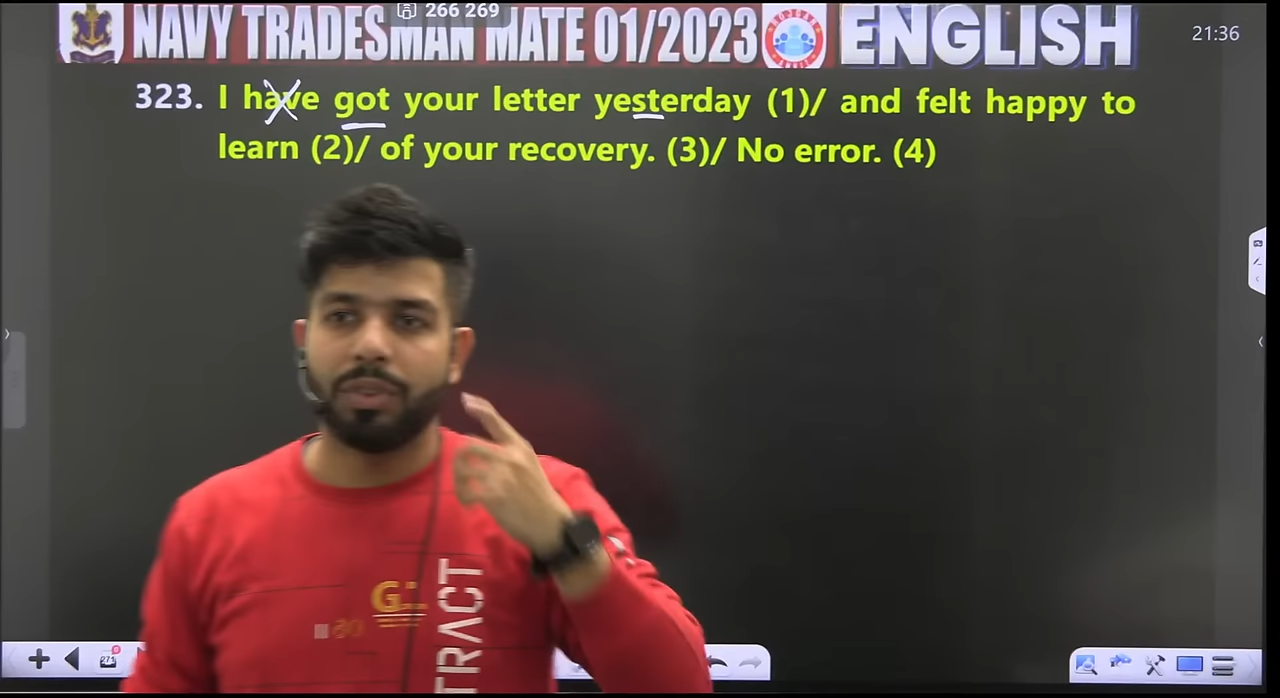 266 269
NAVY TRADESMAN MATE 01/2023 ENGLISH
21:36
323. I have got your letter yesterday (1)/ and felt happy to
learn (2)/ of your recovery. (3)/ No error. (4)
TRACT
271